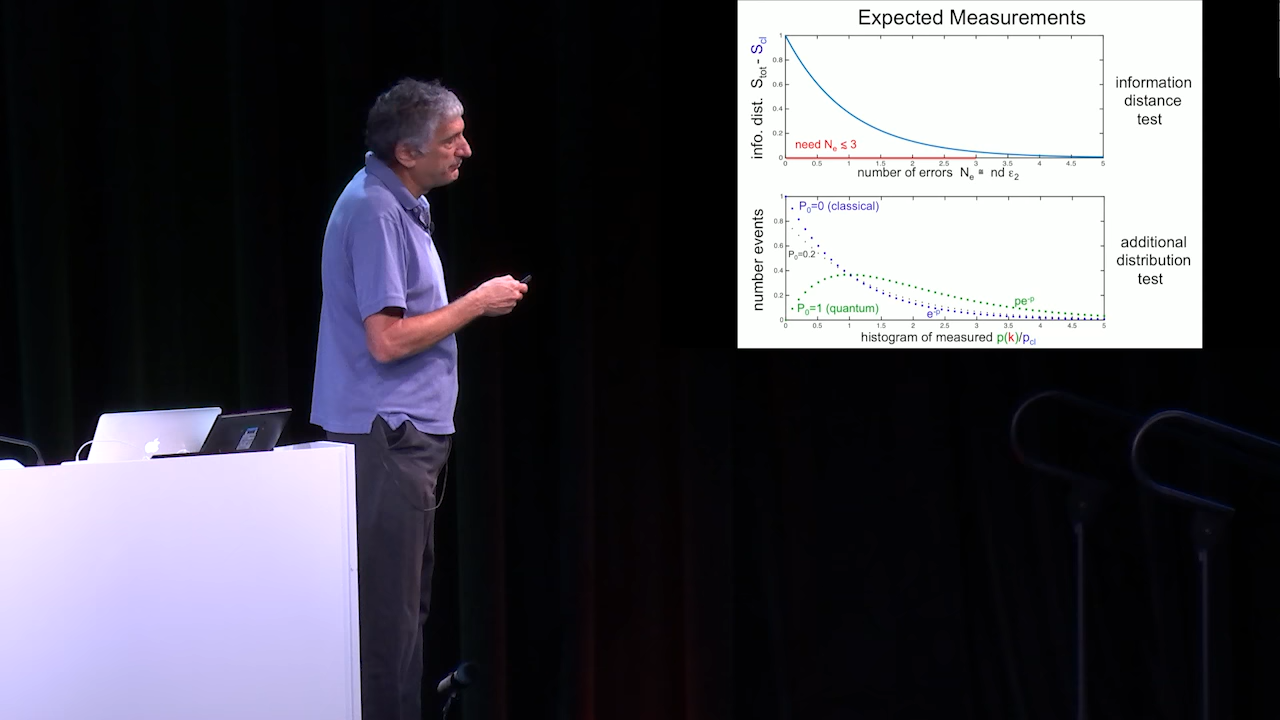 Expected Measurements
info. dist. S_tot - S_cl
1
0.8
0.6
0.4
0.2
0
need N_e ≤ 3
0 0.5 1 1.5 2 2.5 3 3.5 4 4.5 5
number of errors N_e ≡ nd ε_2
information
distance
test
number events
1
0.8
0.6
0.4
0.2
0
P_0=0 (classical)
P_0=0.2
P_0=1 (quantum)
pe^-p
e^-p
0 0.5 1 1.5 2 2.5 3 3.5 4 4.5 5
histogram of measured p(k)/p_cl
additional
distribution
test